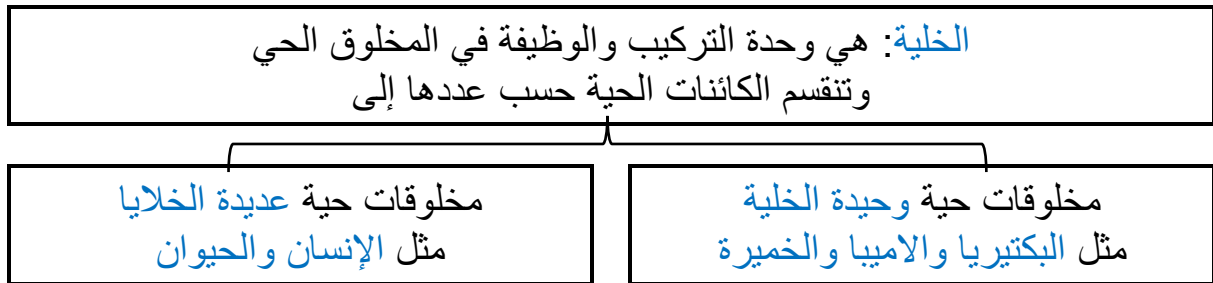 الخلية: هي وحدة التركيب والوظيفة في المخلوق الحي
وتنقسم الكائنات الحية حسب عددها إلى
مخلوقات حية وحيدة الخلية
مثل البكتيريا والاميبا والخميرة
مخلوقات حية عديدة الخلايا
مثل الإنسان والحيوان